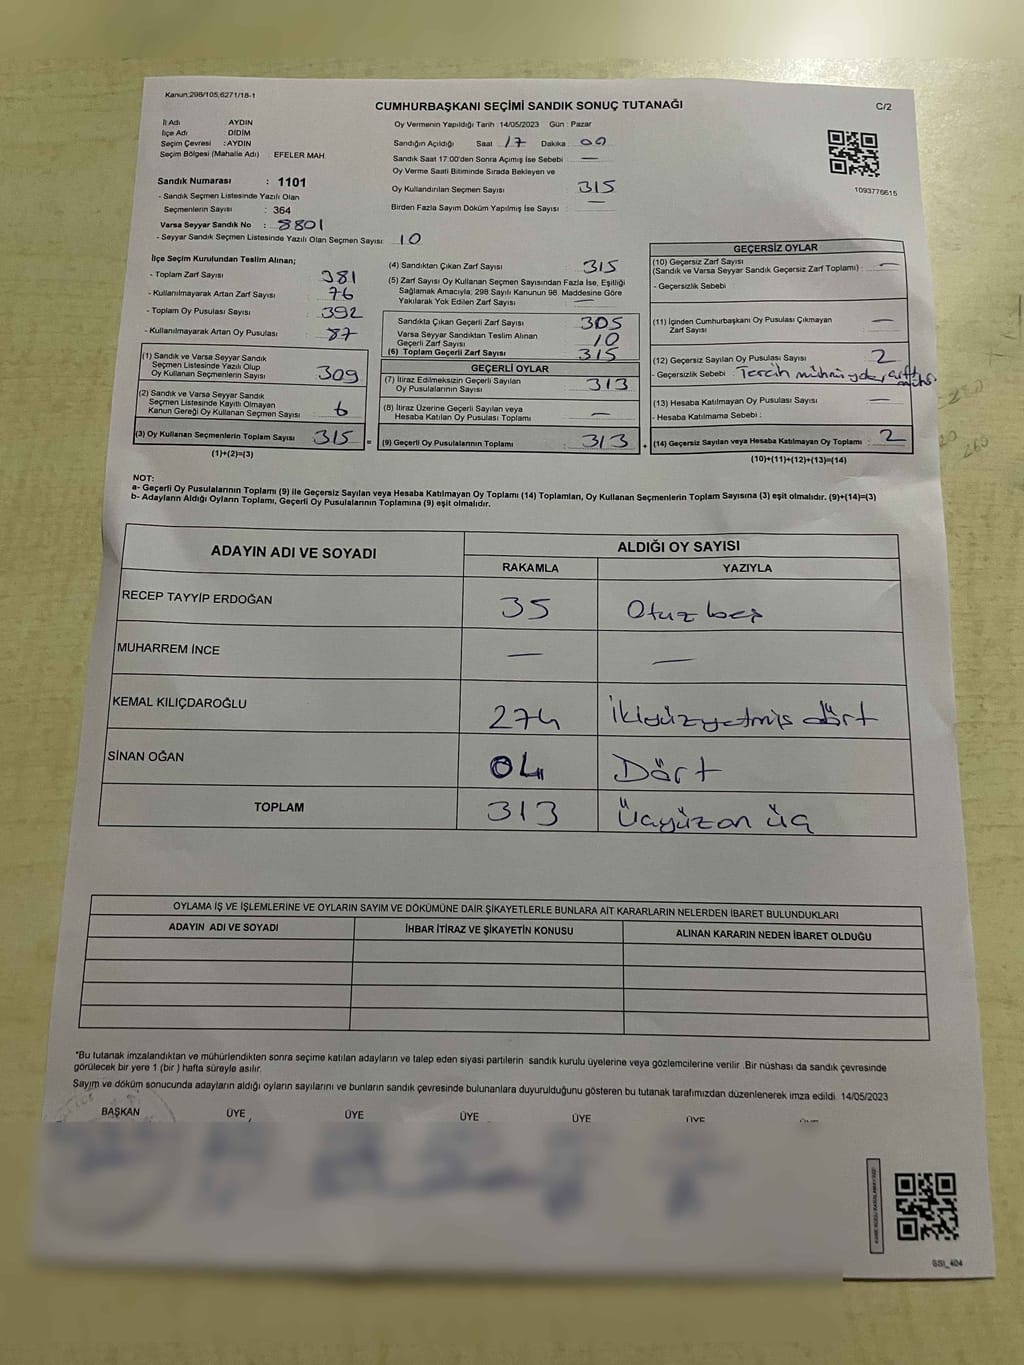 Kanun:298/105,6271/18-1
CUMHURBAŞKANI SEÇİMİ SANDIK SONUÇ TUTANAĞI
C/2
İl Adı AYDIN
İlçe Adı DİDİM
Seçim Çevresi : AYDIN
Seçim Bölgesi (Mahalle Adı) : EFELER MAH.
Sandık Numarası : 1101
- Sandık Seçmen Listesinde Yazılı Olan
Seçmenlerin Sayısı : 364
Varsa Seyyar Sandık No : 8801
- Seyyar Sandık Seçmen Listesinde Yazılı Olan Seçmen Sayısı: 10
Oy Vermenin Yapıldığı Tarih : 14/05/2023 Gün : Pazar
Sandığın Açıldığı Saat 17 Dakika 00
Sandık Saat 17:00'den Sonra Açımış İse Sebebi : —
Oy Verme Saati Bitiminde Sırada Bekleyen ve
Oy Kullandırılan Seçmen Sayısı : 315
Birden Fazla Sayım Döküm Yapılmış İse Sayısı : —
1093776615
İlçe Seçim Kurulundan Teslim Alınan;
- Toplam Zarf Sayısı 381
- Kullanılmayarak Artan Zarf Sayısı 76
- Toplam Oy Pusulası Sayısı 392
- Kullanılmayarak Artan Oy Pusulası 87
(1) Sandık ve Varsa Seyyar Sandık
Seçmen Listesinde Yazılı Olup
Oy Kullanan Seçmenlerin Sayısı 309
(2) Sandık ve Varsa Seyyar Sandık
Seçmen Listesinde Kayıtlı Olmayan
Kanun Gereği Oy Kullanan Seçmen Sayısı 6
(3) Oy Kullanan Seçmenlerin Toplam Sayısı 315 =
(1)+(2)=(3)
(4) Sandıktan Çıkan Zarf Sayısı 315
(5) Zarf Sayısı Oy Kullanan Seçmen Sayısından Fazla İse, Eşitliği
Sağlamak Amacıyla; 298 Sayılı Kanunun 98. Maddesine Göre
Yakılarak Yok Edilen Zarf Sayısı : —
Sandıkta Çıkan Geçerli Zarf Sayısı 305
Varsa Seyyar Sandıktan Teslim Alınan
Geçerli Zarf Sayısı 10
(6) Toplam Geçerli Zarf Sayısı 315
GEÇERLİ OYLAR
(7) İtiraz Edilmeksizin Geçerli Sayılan
Oy Pusulalarının Sayısı 313
(8) İtiraz Üzerine Geçerli Sayılan veya
Hesaba Katılan Oy Pusulası Toplamı —
(9) Geçerli Oy Pusulalarının Toplamı : 313 +
GEÇERSİZ OYLAR
(10) Geçersiz Zarf Sayısı
(Sandık ve Varsa Seyyar Sandık Geçersiz Zarf Toplamı) : —
- Geçersizlik Sebebi
(11) İçinden Cumhurbaşkanı Oy Pusulası Çıkmayan
Zarf Sayısı —
(12) Geçersiz Sayılan Oy Pusulası Sayısı 2
- Geçersizlik Sebebi : Tercih mührü yok, çift mühür.
(13) Hesaba Katılmayan Oy Pusulası Sayısı : —
- Hesaba Katılmama Sebebi :
(14) Geçersiz Sayılan veya Hesaba Katılmayan Oy Toplamı : 2
(10)+(11)+(12)+(13)=(14)
NOT:
a- Geçerli Oy Pusulalarının Toplamı (9) ile Geçersiz Sayılan veya Hesaba Katılmayan Oy Toplamı (14) Toplamları, Oy Kullanan Seçmenlerin Toplam Sayısına (3) eşit olmalıdır. (9)+(14)=(3)
b- Adayların Aldığı Oyların Toplamı, Geçerli Oy Pusulalarının Toplamına (9) eşit olmalıdır.
ADAYIN ADI VE SOYADI
ALDIĞI OY SAYISI
RAKAMLA YAZIYLA
RECEP TAYYİP ERDOĞAN 35 Otuz beş
MUHARREM İNCE — —
KEMAL KILIÇDAROĞLU 274 İkiyüzyetmiş dört
SİNAN OĞAN 04 Dört
TOPLAM 313 Üçyüzon üç
OYLAMA İŞ VE İŞLEMLERİNE VE OYLARIN SAYIM VE DÖKÜMÜNE DAİR ŞİKAYETLERLE BUNLARA AİT KARARLARIN NELERDEN İBARET BULUNDUKLARI
ADAYIN ADI VE SOYADI İHBAR İTİRAZ VE ŞİKAYETİN KONUSU ALINAN KARARIN NEDEN İBARET OLDUĞU
*Bu tutanak imzalandıktan ve mühürlendikten sonra seçime katılan adayların ve talep eden siyasi partilerin sandık kurulu üyelerine veya gözlemcilerine verilir .Bir nüshası da sandık çevresinde
görülecek bir yere 1 (bir ) hafta süreyle asılır.
Sayım ve döküm sonucunda adayların aldığı oyların sayılarını ve bunların sandık çevresinde bulunanlara duyurulduğunu gösteren bu tutanak tarafımızdan düzenlenerek imza edildi. 14/05/2023
BAŞKAN ÜYE ÜYE ÜYE ÜYE ÜYE
SSI_404